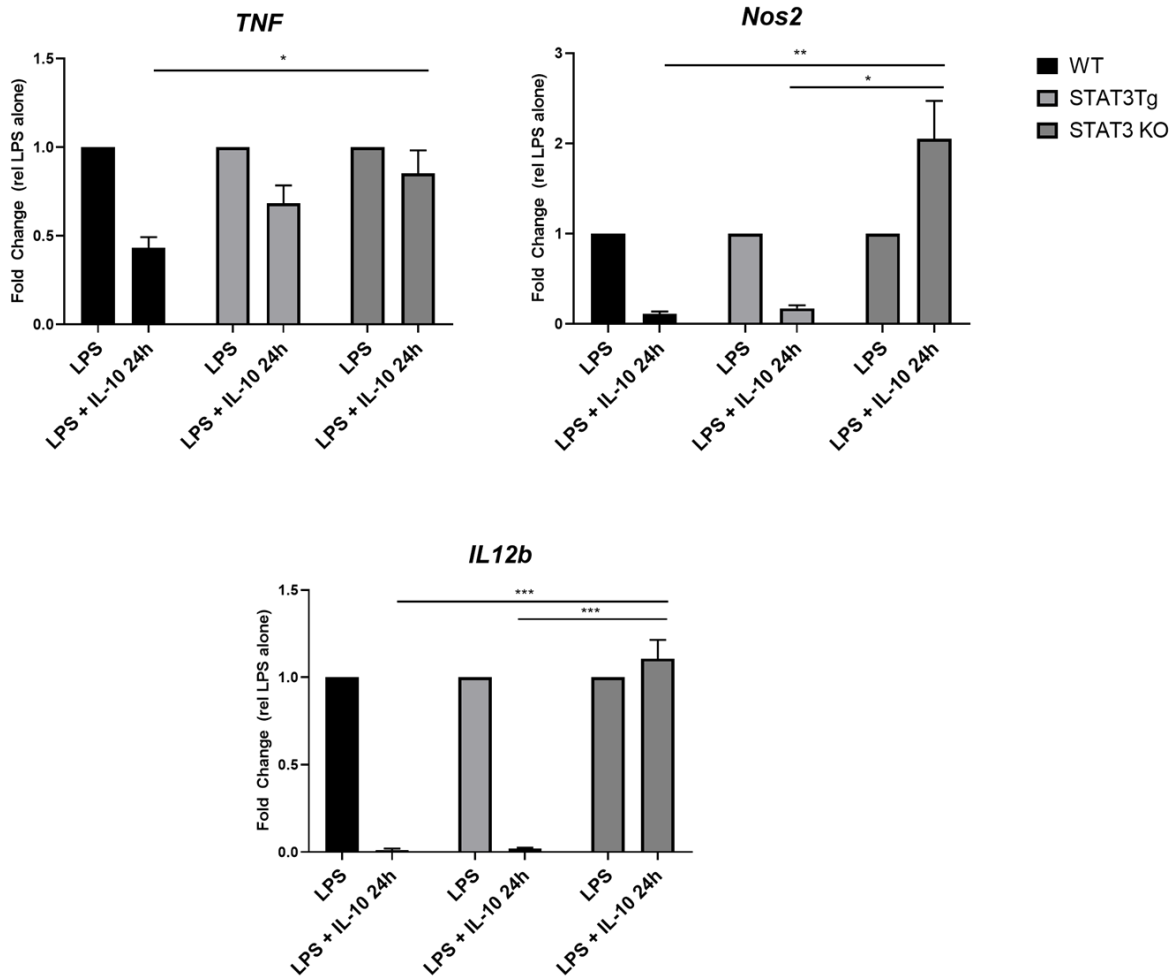 TNF
Fold Change (rel LPS alone)
1.5
1.0
0.5
0.0
*
LPS
LPS + IL-10 24h
LPS
LPS + IL-10 24h
LPS
LPS + IL-10 24h
Nos2
Fold Change (rel LPS alone)
3
2
1
0
**
*
LPS
LPS + IL-10 24h
LPS
LPS + IL-10 24h
LPS
LPS + IL-10 24h
WT
STAT3Tg
STAT3 KO
IL12b
Fold Change (rel LPS alone)
1.5
1.0
0.5
0.0
***
***
LPS
LPS + IL-10 24h
LPS
LPS + IL-10 24h
LPS
LPS + IL-10 24h